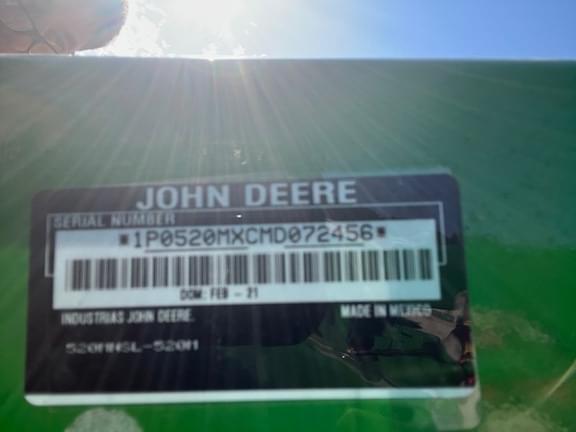 JOHN DEERE
SERIAL NUMBER
*1P0520MXCMD072456*
DOM: FEB - 21
INDUSTRIAS JOHN DEERE. MADE IN MEXICO